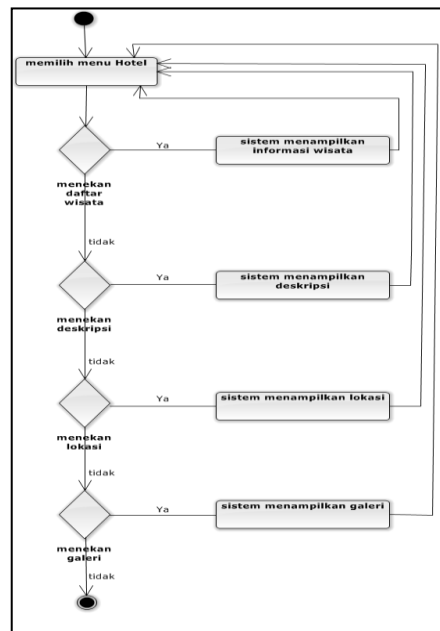 memilih menu Hotel
Ya
sistem menampilkan
informasi wisata
menekan
daftar
wisata
tidak
Ya
sistem menampilkan
deskripsi
menekan
deskripsi
tidak
Ya
sistem menampilkan lokasi
menekan
lokasi
tidak
Ya
sistem menampilkan galeri
menekan
galeri
tidak